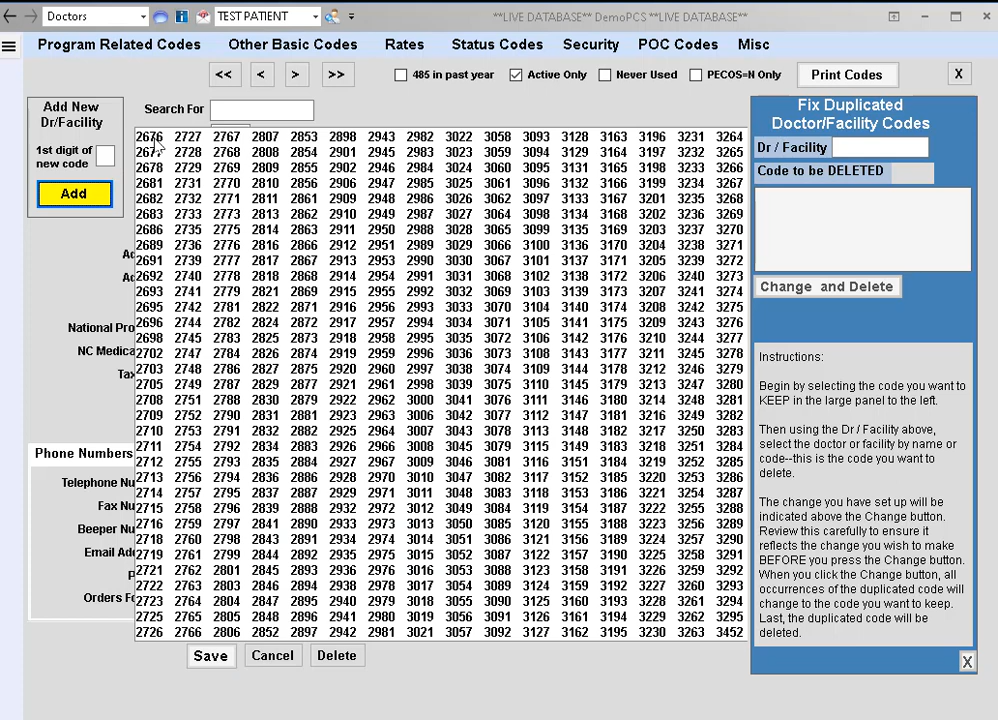 Doctors TEST PATIENT **LIVE DATABASE** DemoPCS **LIVE DATABASE**
Program Related Codes Other Basic Codes Rates Status Codes Security POC Codes Misc
<< < > >> 485 in past year Active Only Never Used PECOS=N Only Print Codes X
Add New
Dr/Facility
1st digit of
new code
Add
Search For
2676 2727 2767 2807 2853 2898 2943 2982 3022 3058 3093 3128 3163 3196 3231 3264
2677 2728 2768 2808 2854 2901 2945 2983 3023 3059 3094 3129 3164 3197 3232 3265
2678 2729 2769 2809 2855 2902 2946 2984 3024 3060 3095 3131 3165 3198 3233 3266
2681 2731 2770 2810 2856 2906 2947 2985 3025 3061 3096 3132 3166 3199 3234 3267
2682 2732 2771 2811 2861 2909 2948 2986 3026 3062 3097 3133 3167 3201 3235 3268
2683 2733 2773 2813 2862 2910 2949 2987 3027 3064 3098 3134 3168 3202 3236 3269
2686 2735 2775 2814 2863 2911 2950 2988 3028 3065 3099 3135 3169 3203 3237 3270
2689 2736 2776 2816 2866 2912 2951 2989 3029 3066 3100 3136 3170 3204 3238 3271
2691 2739 2777 2817 2867 2913 2952 2990 3030 3067 3101 3137 3171 3205 3239 3272
2692 2740 2778 2818 2868 2914 2954 2991 3031 3068 3102 3138 3172 3206 3240 3273
2693 2741 2779 2821 2869 2915 2955 2992 3032 3069 3103 3139 3173 3207 3241 3274
2695 2742 2781 2822 2871 2916 2956 2993 3033 3070 3104 3140 3174 3208 3242 3275
2696 2744 2782 2824 2872 2917 2957 2994 3034 3071 3105 3141 3175 3209 3243 3276
2698 2745 2783 2825 2873 2918 2958 2995 3035 3072 3106 3142 3176 3210 3244 3277
2702 2747 2784 2826 2874 2919 2959 2996 3036 3073 3108 3143 3177 3211 3245 3278
2703 2748 2786 2827 2876 2920 2960 2997 3038 3074 3109 3144 3178 3212 3246 3279
2705 2749 2787 2829 2877 2921 2961 2998 3039 3075 3110 3145 3179 3213 3247 3280
2708 2751 2789 2830 2879 2922 2962 3000 3041 3076 3111 3146 3180 3214 3248 3281
2709 2752 2790 2831 2881 2923 2963 3006 3042 3077 3112 3147 3181 3216 3249 3282
2710 2753 2791 2832 2882 2925 2964 3007 3043 3078 3113 3148 3182 3217 3250 3283
2711 2754 2792 2834 2883 2926 2966 3008 3045 3079 3115 3149 3183 3218 3251 3284
2712 2755 2793 2835 2884 2927 2967 3009 3046 3081 3116 3151 3184 3219 3252 3285
2713 2756 2794 2836 2886 2928 2970 3010 3047 3082 3117 3152 3185 3220 3253 3286
2714 2757 2795 2837 2887 2929 2971 3011 3048 3083 3118 3153 3186 3221 3254 3287
2715 2758 2796 2839 2888 2932 2972 3012 3049 3084 3119 3154 3187 3222 3255 3288
2716 2759 2797 2841 2890 2933 2973 3013 3050 3085 3120 3155 3188 3223 3256 3289
2718 2760 2798 2843 2891 2934 2974 3014 3051 3086 3121 3156 3189 3224 3257 3290
2719 2761 2799 2844 2892 2935 2975 3015 3052 3087 3122 3157 3190 3225 3258 3291
2721 2762 2801 2845 2893 2936 2976 3016 3053 3088 3123 3158 3191 3226 3259 3292
2722 2763 2803 2846 2894 2938 2978 3017 3054 3089 3124 3159 3192 3227 3260 3293
2723 2764 2804 2847 2895 2940 2979 3018 3055 3090 3125 3160 3193 3228 3261 3294
2725 2765 2805 2848 2896 2941 2980 3019 3056 3091 3126 3161 3194 3229 3262 3295
2726 2766 2806 2852 2897 2942 2981 3021 3057 3092 3127 3162 3195 3230 3263 3452
National Pro
NC Medica
Tax
Phone Numbers
Telephone Nu
Fax Nu
Beeper Nu
Email Ad
Orders F
Save Cancel Delete
Fix Duplicated
Doctor/Facility Codes
Dr / Facility
Code to be DELETED
Change and Delete
Instructions:
Begin by selecting the code you want to
KEEP in the large panel to the left.
Then using the Dr / Facility above,
select the doctor or facility by name or
code--this is the code you want to
delete.
The change you have set up will be
indicated above the Change button.
Review this carefully to ensure it
reflects the change you wish to make
BEFORE you press the Change button.
When you click the Change button, all
occurrences of the duplicated code will
change to the code you want to keep.
Last, the duplicated code will be
deleted.
X